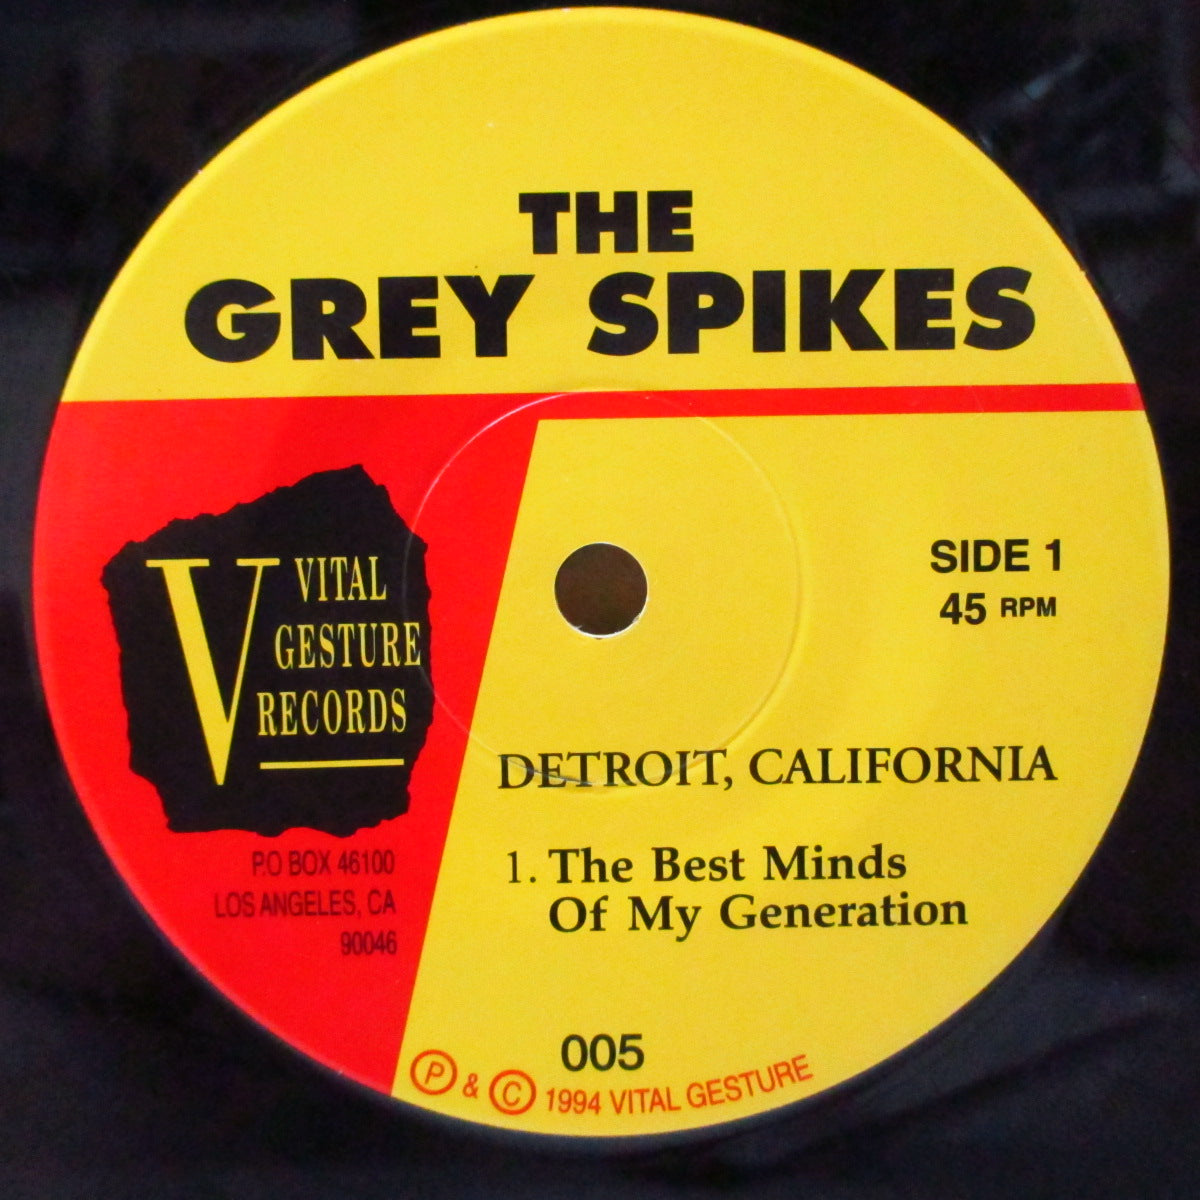 THE
GREY SPIKES
V VITAL
GESTURE
RECORDS
PO BOX 46100
LOS ANGELES, CA
90046
SIDE 1
45 RPM
DETROIT, CALIFORNIA
1. The Best Minds
Of My Generation
005
Ⓟ & © 1994 VITAL GESTURE